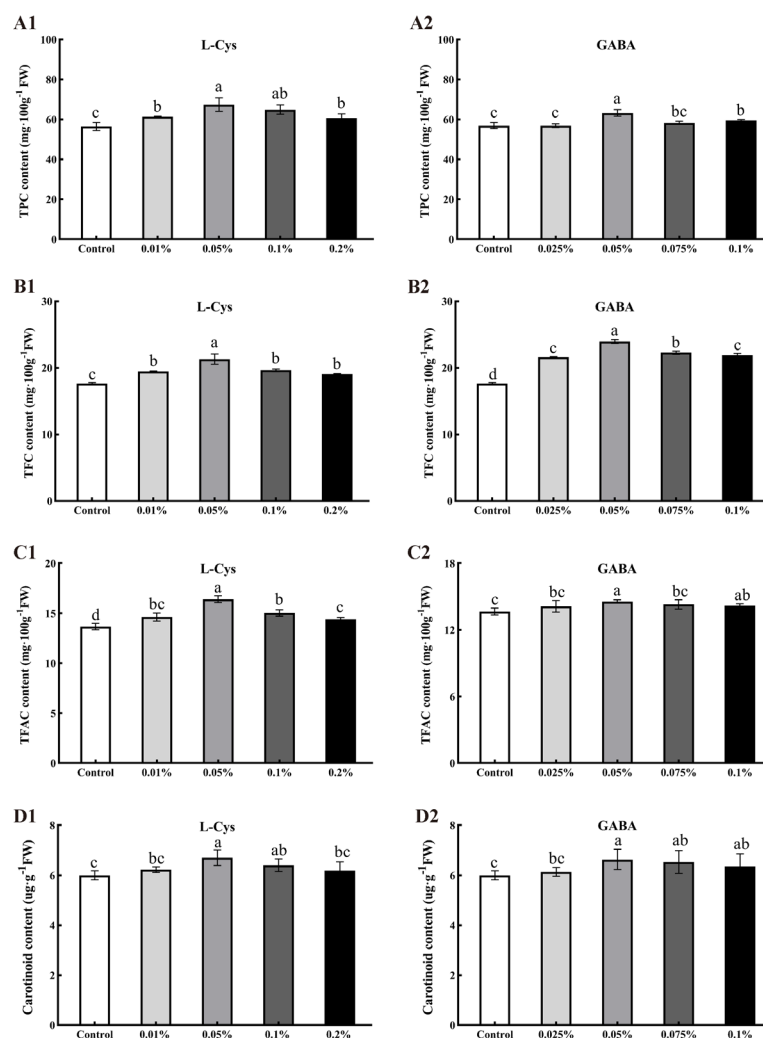 A1
L-Cys
TPC content (mg·100g⁻¹ FW)
100
80
60
40
20
0
c
b
a
ab
b
Control 0.01% 0.05% 0.1% 0.2%
A2
GABA
TPC content (mg·100g⁻¹ FW)
100
80
60
40
20
0
c
c
a
bc
b
Control 0.025% 0.05% 0.075% 0.1%
B1
L-Cys
TFC content (mg·100g⁻¹FW)
30
20
10
0
c
b
a
b
b
Control 0.01% 0.05% 0.1% 0.2%
B2
GABA
TFC content (mg·100g⁻¹FW)
30
20
10
0
d
c
a
b
c
Control 0.025% 0.05% 0.075% 0.1%
C1
L-Cys
TFAC content (mg·100g⁻¹FW)
20
15
10
5
0
d
bc
a
b
c
Control 0.01% 0.05% 0.1% 0.2%
C2
GABA
TFAC content (mg·100g⁻¹FW)
18
12
6
0
c
bc
a
bc
ab
Control 0.025% 0.05% 0.075% 0.1%
D1
L-Cys
Carotinoid content (ug·g⁻¹FW)
8
6
4
2
0
c
bc
a
ab
bc
Control 0.01% 0.05% 0.1% 0.2%
D2
GABA
Carotinoid content (ug·g⁻¹FW)
8
6
4
2
0
c
bc
a
ab
ab
Control 0.025% 0.05% 0.075% 0.1%